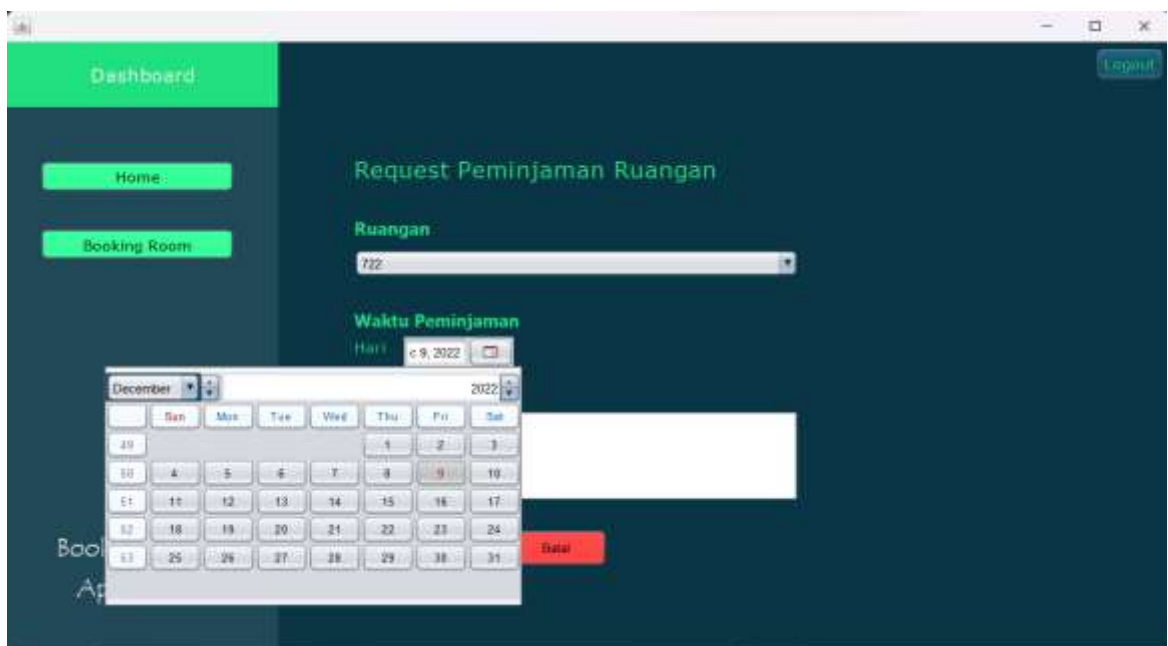 Dashboard
Logout
Home
Booking Room
Request Peminjaman Ruangan
Ruangan
722
Waktu Peminjaman
Hari c 9, 2022
December 2022
Sun Mon Tue Wed Thu Fri Sat
49 1 2 3
50 4 5 6 7 8 9 10
51 11 12 13 14 15 16 17
52 18 19 20 21 22 23 24
53 25 26 27 28 29 30 31
Batal
Bool
Ap